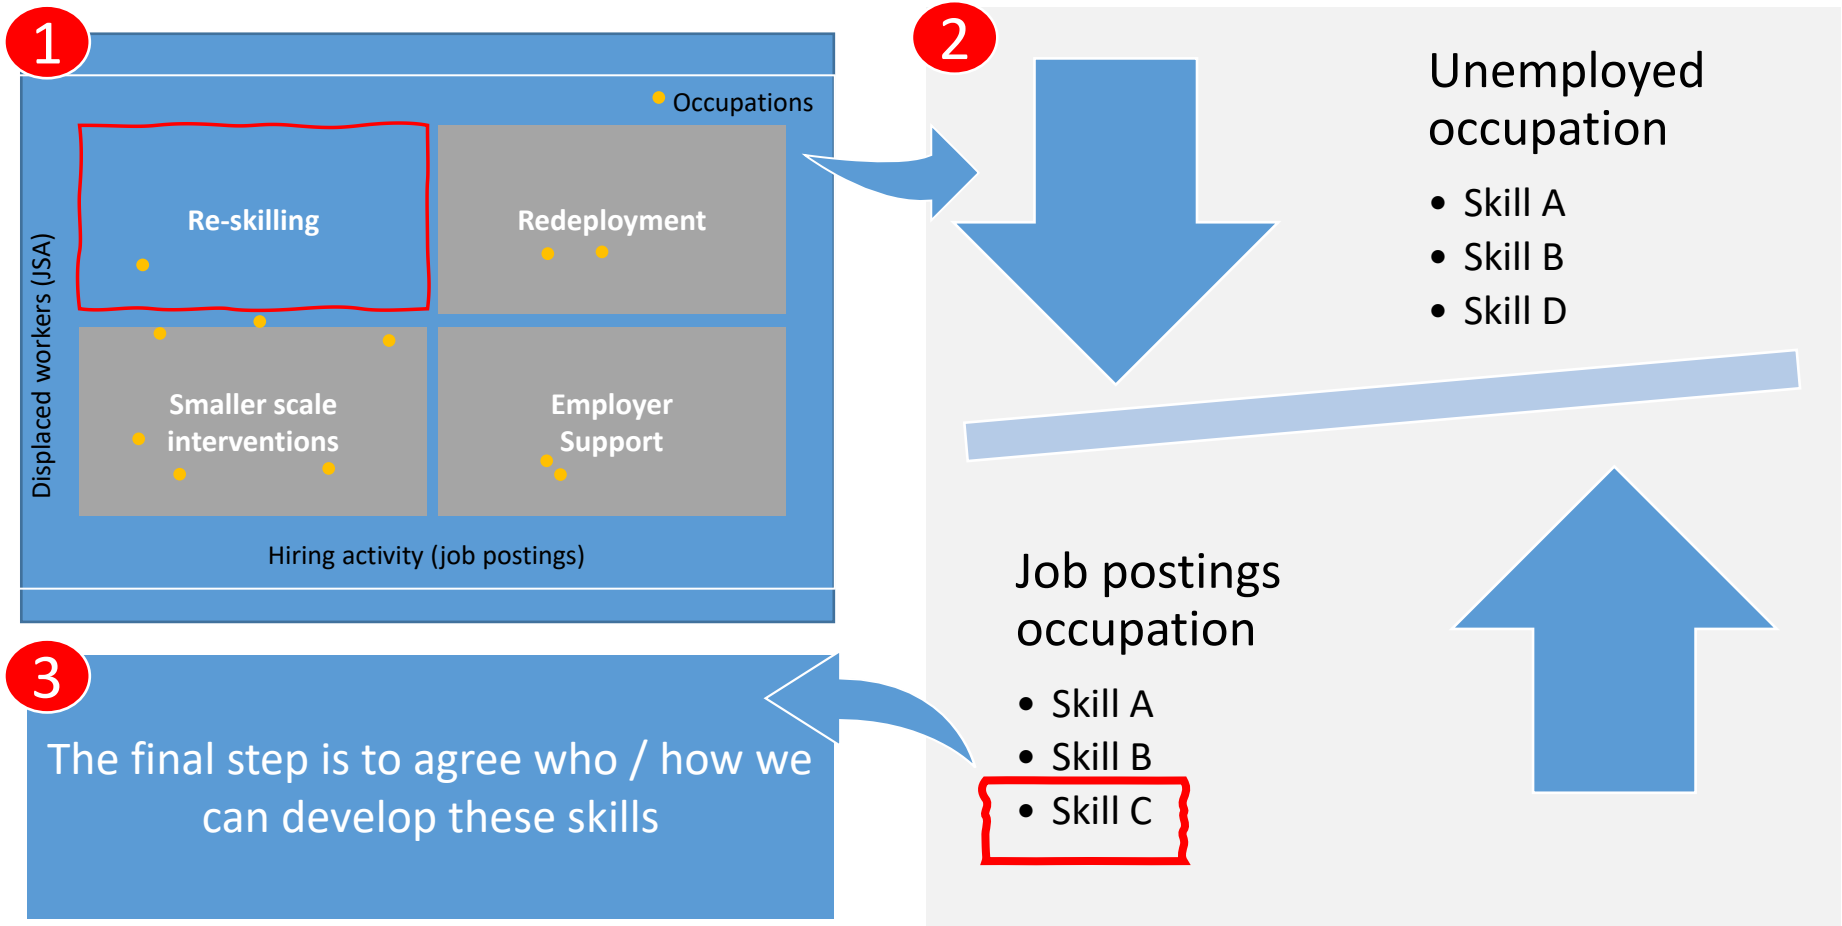 1
Occupations
Re-skilling
Redeployment
Displaced workers (JSA)
Smaller scale
interventions
Employer
Support
Hiring activity (job postings)
2
Unemployed
occupation
• Skill A
• Skill B
• Skill D
Job postings
occupation
• Skill A
• Skill B
• Skill C
3
The final step is to agree who / how we
can develop these skills